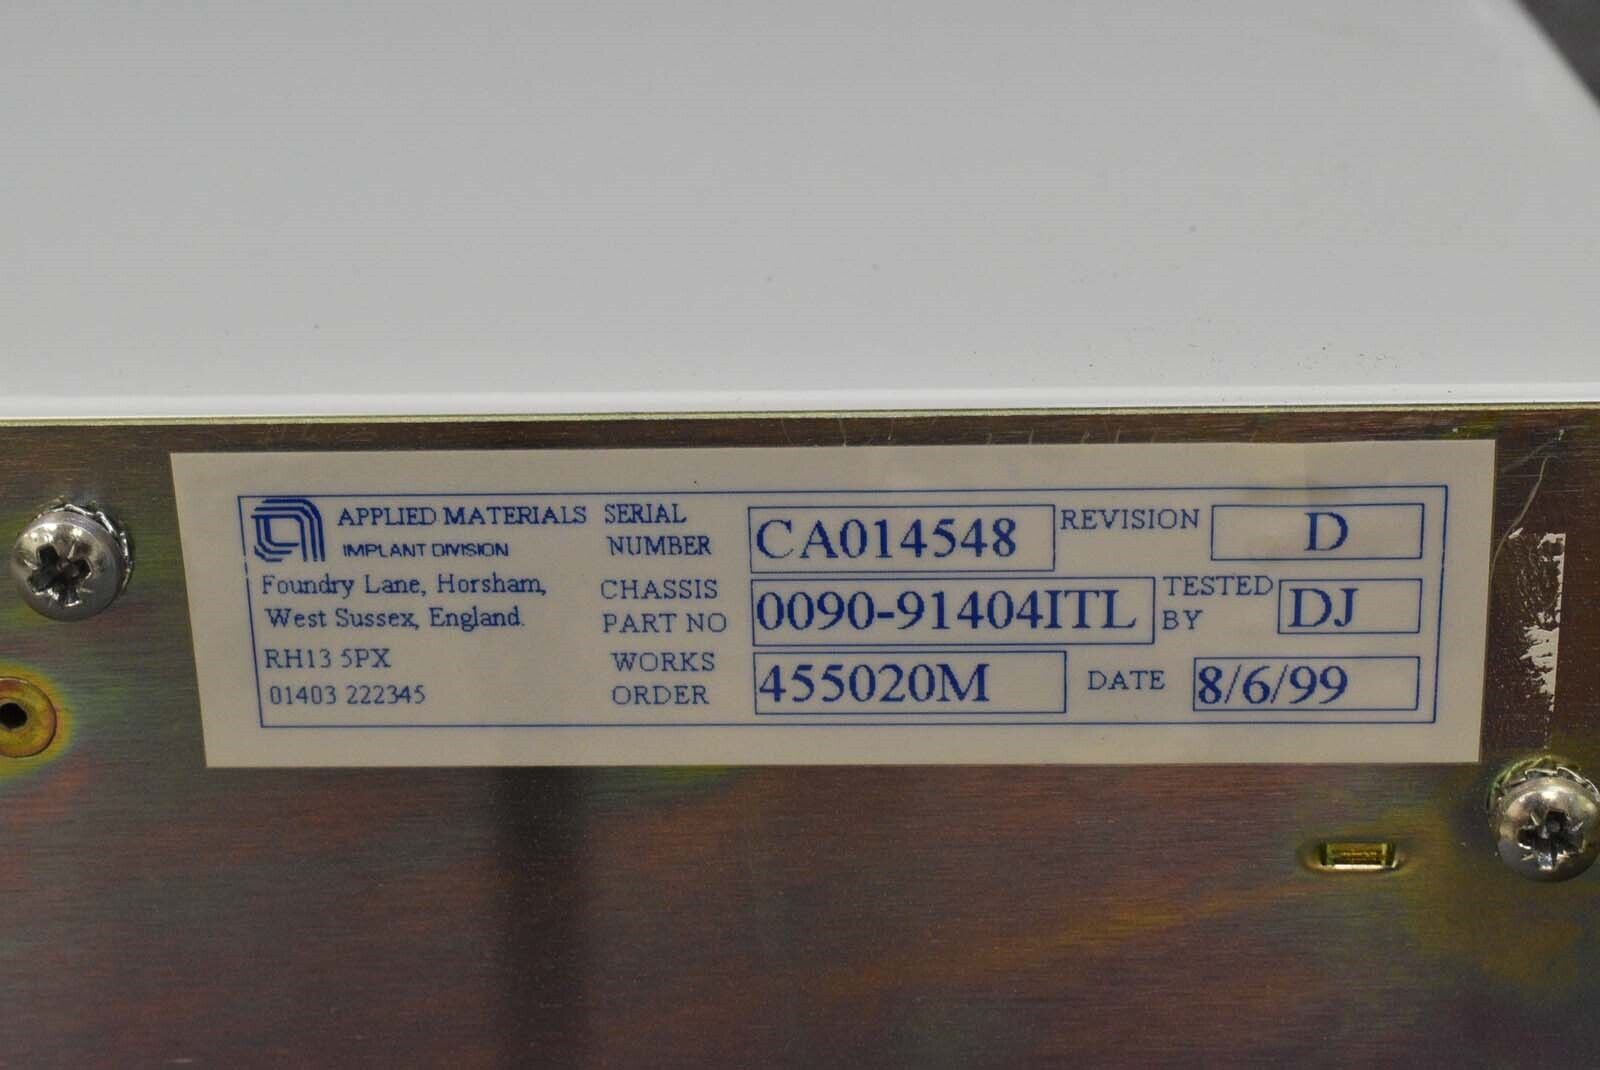 APPLIED MATERIALS
IMPLANT DIVISION
Foundry Lane, Horsham,
West Sussex, England.
RH13 5PX
01403 222345
SERIAL
NUMBER
CA014548
REVISION
D
CHASSIS
PART NO
0090-91404ITL
TESTED
BY
DJ
WORKS
ORDER
455020M
DATE
8/6/99